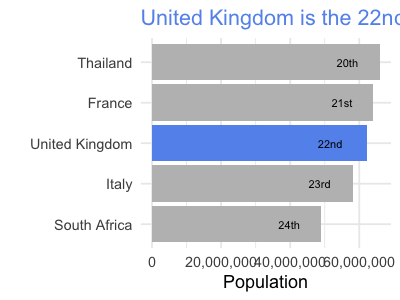 United Kingdom is the 22nd
Thailand 20th
France 21st
United Kingdom 22nd
Italy 23rd
South Africa 24th
0 20,000,000 40,000,000 60,000,000
Population